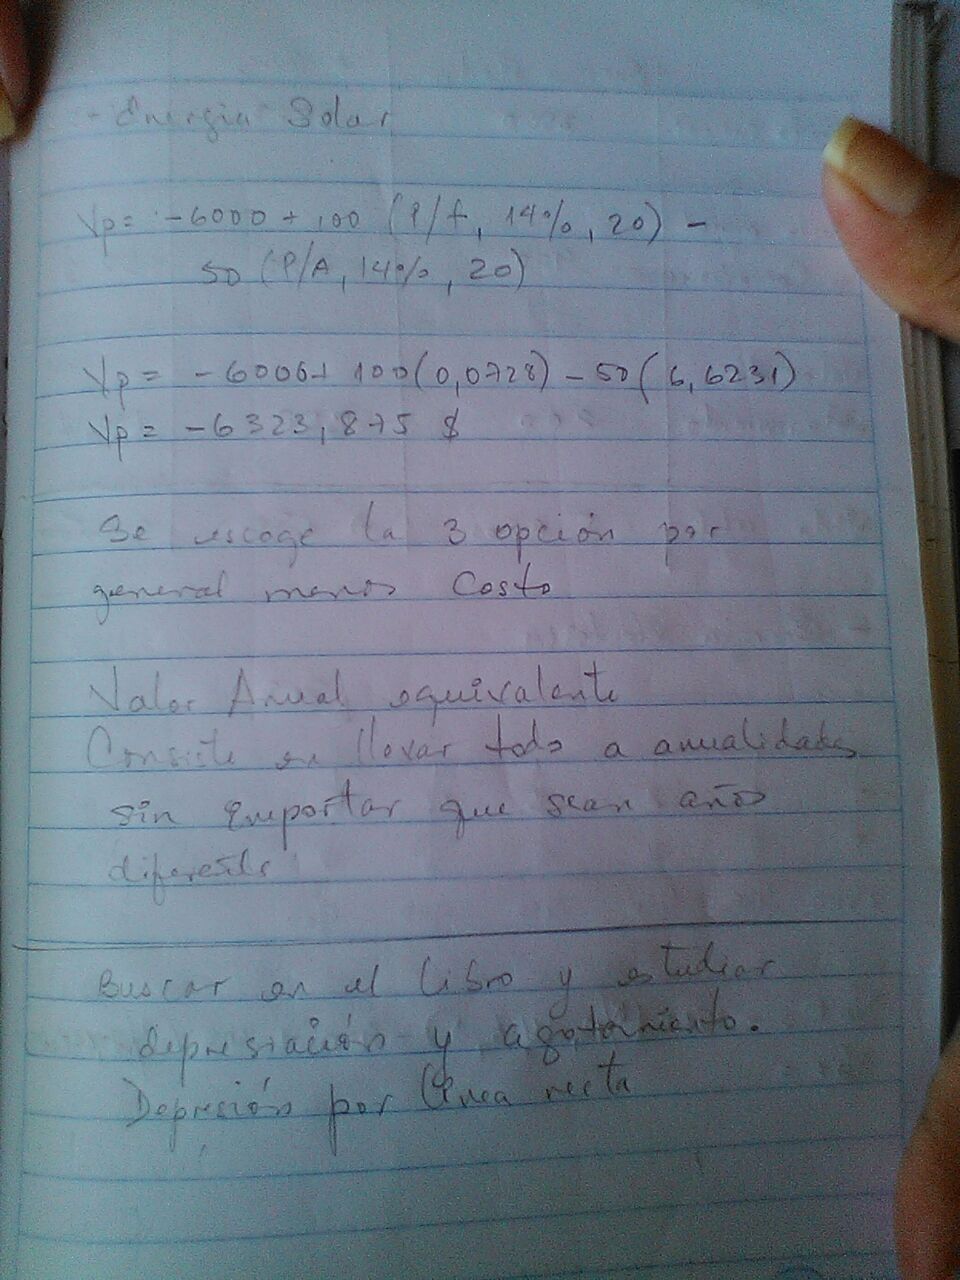 - Energia Solar
Vp= -6000 + 100 (P/f, 14%, 20) -
50 (P/A, 14%, 20)
Vp= -6000+ 100(0,0728) - 50(6,6231)
Vp= -6323,875 $
Se escoge la 3 opción por
general menos Costo
Valor Anual equivalente
Consiste en llevar todo a anualidades
sin importar que sean años
diferentes
Buscar en el libro y estudiar
depresiación y agotamiento.
Depresión por línea recta